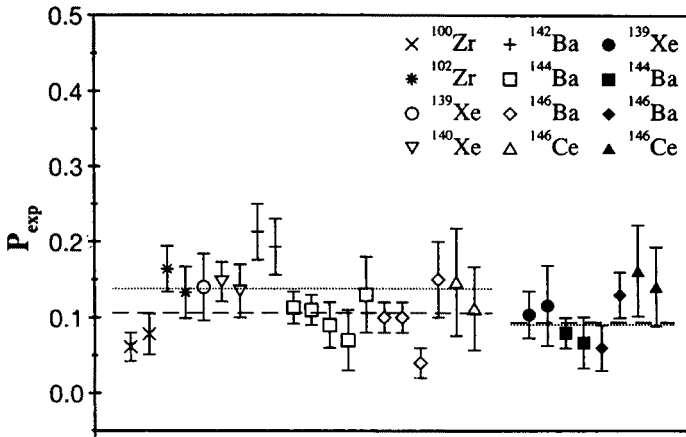 0.5
0.4
0.3
0.2
0.1
0.0
P_exp
× ¹⁰⁰Zr + ¹⁴²Ba ● ¹³⁹Xe
✱ ¹⁰²Zr □ ¹⁴⁴Ba ■ ¹⁴⁴Ba
○ ¹³⁹Xe ◇ ¹⁴⁶Ba ◆ ¹⁴⁶Ba
▽ ¹⁴⁰Xe △ ¹⁴⁶Ce ▲ ¹⁴⁶Ce